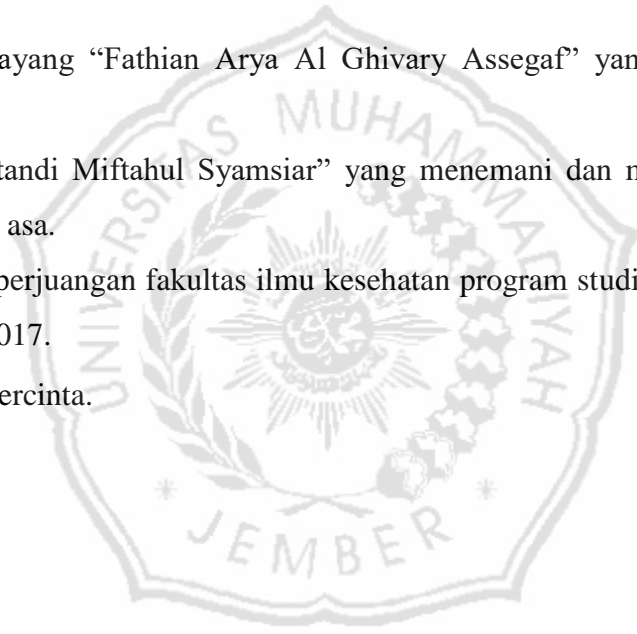 ayang “Fathian Arya Al Ghivary Assegaf” yan
tandi Miftahul Syamsiar” yang menemani dan
asa.
perjuangan fakultas ilmu kesehatan program studi
017.
ercinta.
UNIVERSITAS MUHAMMADIYAH
JEMBER